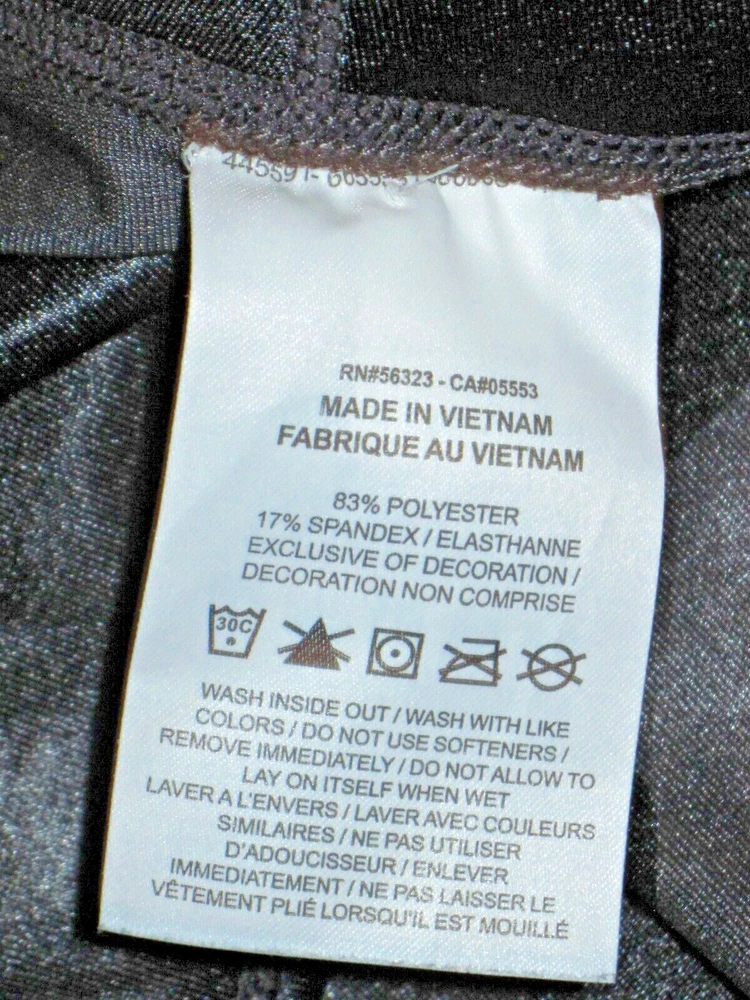 445591-
RN#56323 - CA#05553
MADE IN VIETNAM
FABRIQUE AU VIETNAM
83% POLYESTER
17% SPANDEX / ELASTHANNE
EXCLUSIVE OF DECORATION /
DECORATION NON COMPRISE
30C
WASH INSIDE OUT / WASH WITH LIKE
COLORS / DO NOT USE SOFTENERS /
REMOVE IMMEDIATELY / DO NOT ALLOW TO
LAY ON ITSELF WHEN WET
LAVER A L'ENVERS / LAVER AVEC COULEURS
SIMILAIRES / NE PAS UTILISER
D'ADOUCISSEUR / ENLEVER
IMMEDIATEMENT / NE PAS LAISSER LE
VÊTEMENT PLIÉ LORSQU'IL EST MOUILLÉ